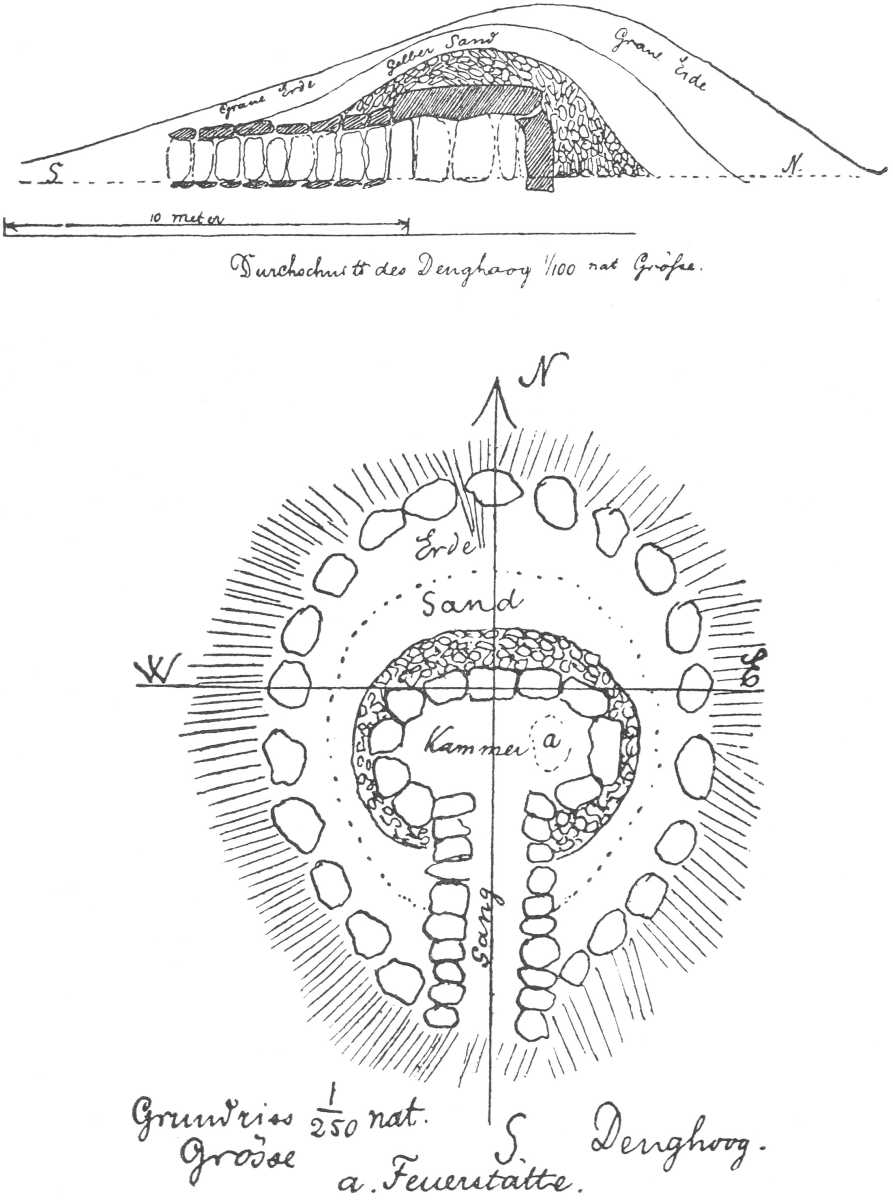 Graue Erde
Gelber Sand
Graue Erde
S
N.
10 meter
Durchschnitt des Denghoog 1/100 nat Größe.
N
Erde
Sand
W
Kammer a
Gang
Grundriss 1/250 nat.
Grösse
S
Denghoog.
a. Feuerstätte.